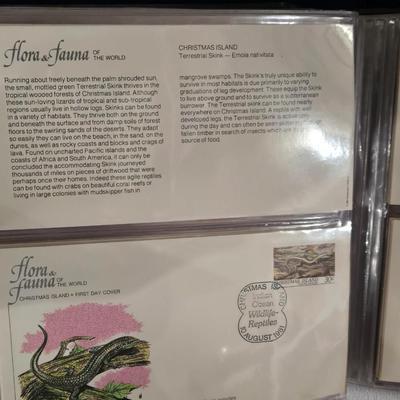 Flora & Fauna OF THE WORLD
CHRISTMAS ISLAND
Terrestrial Skink — Emoia nativitata
Running about freely beneath the palm shrouded sun,
the small, mottled green Terrestrial Skink thrives in the
tropical wooded forests of Christmas Island. Although
these sun-loving lizards of tropical and sub-tropical
regions usually live in hollow logs, Skinks can be found
in a variety of habitats. They thrive both on the ground
and beneath the surface and from damp soils of forest
floors to the swirling sands of the deserts. They adapt
so easily they can live on the beach, in the sand, on the
dunes, as well as rocky coasts and blocks and crags of
lava. Found on uncharted Pacific islands and the
coasts of Africa and South America, it can only be
concluded the accommodating Skink journeyed
thousands of miles on pieces of driftwood that were
perhaps once their homes. Indeed these agile reptiles
can be found with crabs on beautiful coral reefs or
living in large colonies with mudskipper fish in
mangrove swamps. The Skink's truly unique ability to
survive in most habitats is due primarily to varying
graduations of leg development. These equip the Skink
to live above ground and to survive as a subterranean
burrower. The Terrestrial Skink can be found nearly
everywhere on Christmas Island. A reptile with well
developed legs, the Terrestrial Skink is active
during the day and can often be seen
fallen timber in search of insects which are its
source of food.
Flora &
Fauna OF
THE WORLD
CHRISTMAS ISLAND • FIRST DAY COVER
CHRISTMAS ISLAND 30c
CHRISTMAS ISLAND
Indian
Ocean
Wildlife-
Reptiles
10 AUGUST 1981